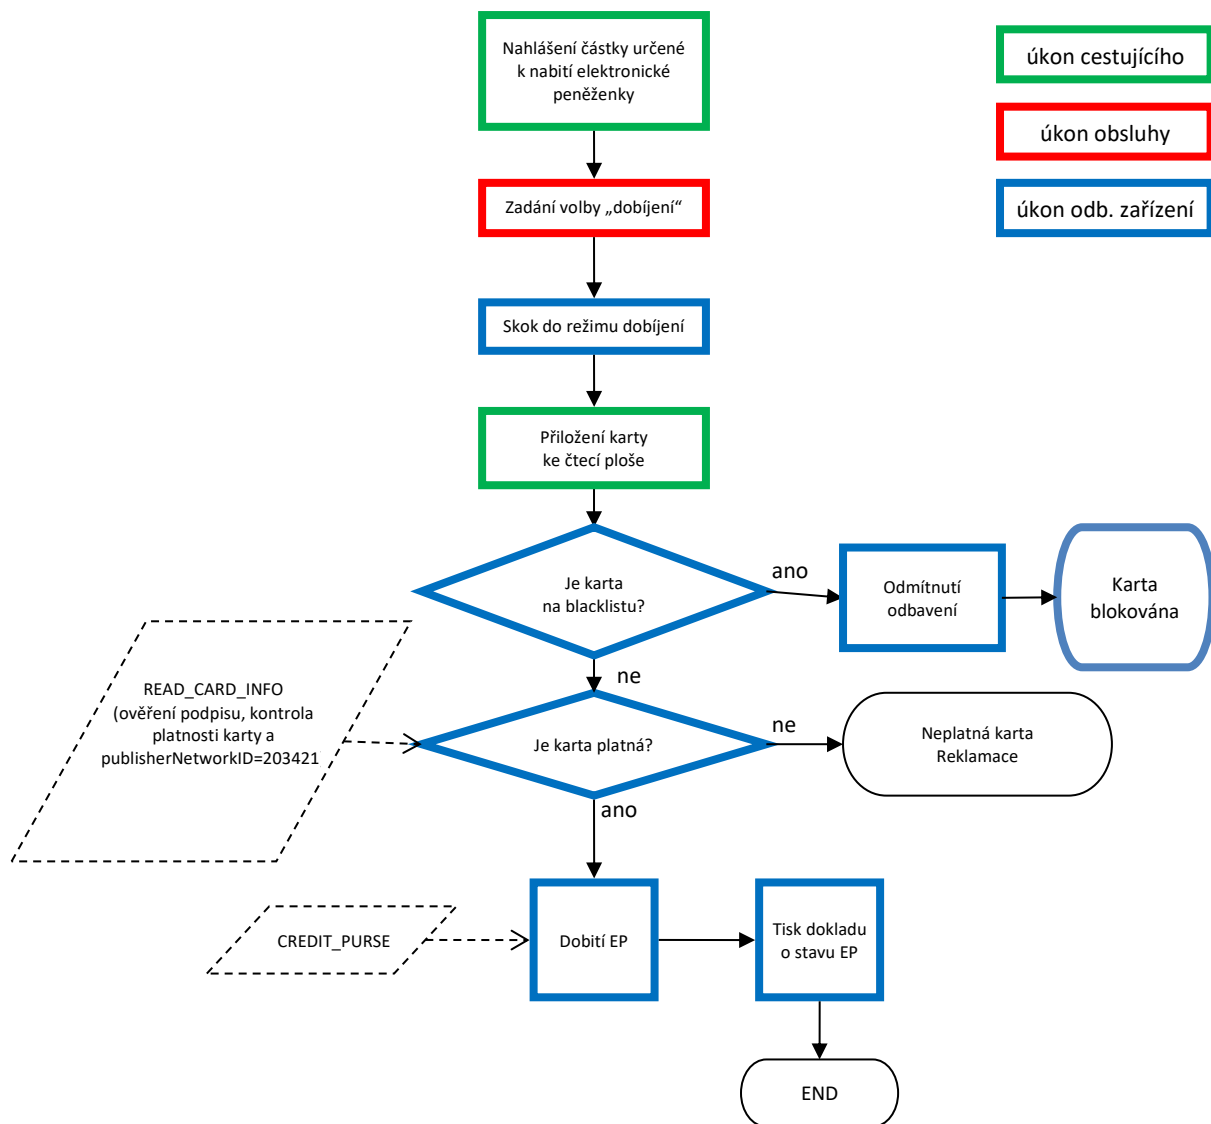 Nahlášení částky určené
k nabití elektronické
peněženky
úkon cestujícího
úkon obsluhy
Zadání volby „dobíjení“
úkon odb. zařízení
Skok do režimu dobíjení
Přiložení karty
ke čtecí ploše
Je karta
na blacklistu?
ano
Odmítnutí
odbavení
Karta
blokována
ne
READ_CARD_INFO
(ověření podpisu, kontrola
platnosti karty a
publisherNetworkID=203421
Je karta platná?
ne
Neplatná karta
Reklamace
ano
CREDIT_PURSE
Dobití EP
Tisk dokladu
o stavu EP
END